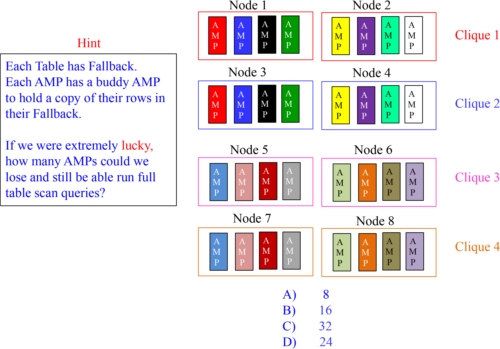 Hint
Each Table has Fallback.
Each AMP has a buddy AMP
to hold a copy of their rows in
their Fallback.
If we were extremely lucky,
how many AMPs could we
lose and still be able run full
table scan queries?
Node 1 Node 2
A A A A A A A A
M M M M M M M M
P P P P P P P P
Clique 1
Node 3 Node 4
A A A A A A A A
M M M M M M M M
P P P P P P P P
Clique 2
Node 5 Node 6
A A A A A A A A
M M M M M M M M
P P P P P P P P
Clique 3
Node 7 Node 8
A A A A A A A A
M M M M M M M M
P P P P P P P P
Clique 4
A) 8
B) 16
C) 32
D) 24